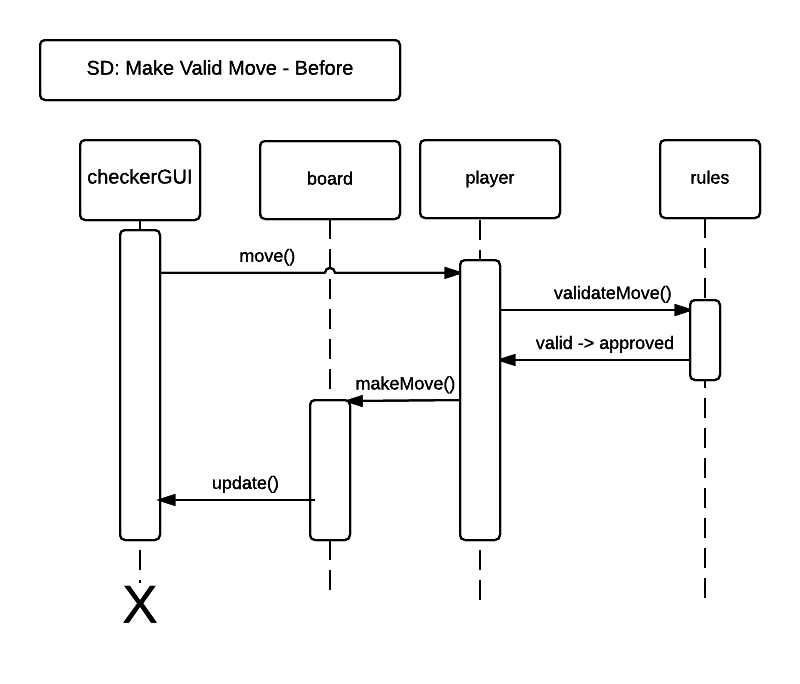 SD: Make Valid Move - Before
checkerGUI
board
player
rules
move()
validateMove()
valid -> approved
makeMove()
update()
X